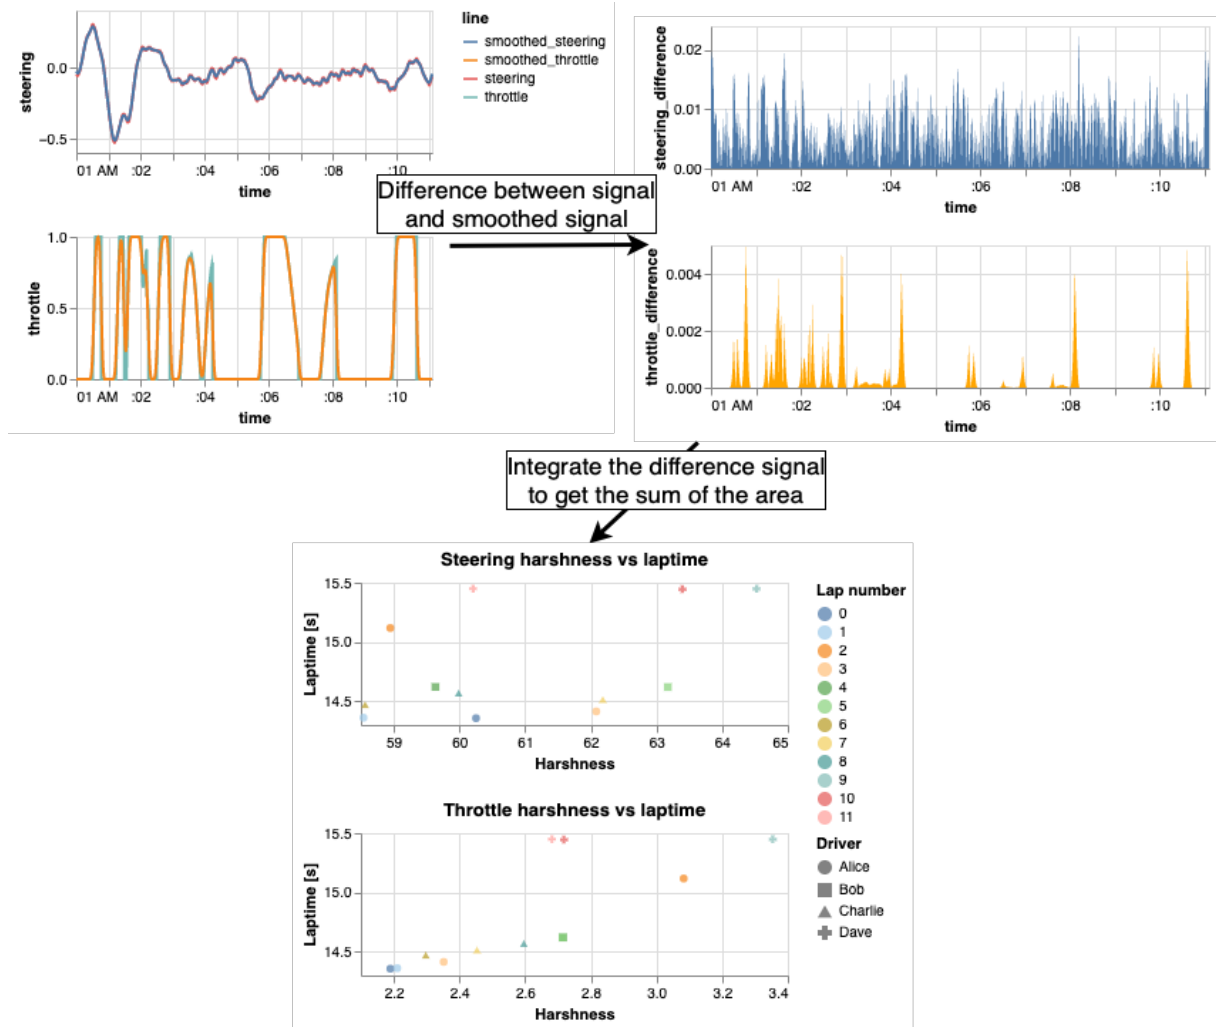 line
smoothed_steering
smoothed_throttle
steering
throttle
steering
0.0
−0.5
01 AM :02 :04 :06 :08 :10
time
throttle
1.0
0.5
0.0
01 AM :02 :04 :06 :08 :10
time
Difference between signal
and smoothed signal
steering_difference
0.02
0.01
0.00
01 AM :02 :04 :06 :08 :10
time
throttle_difference
0.004
0.002
0.000
01 AM :02 :04 :06 :08 :10
time
Integrate the difference signal
to get the sum of the area
Steering harshness vs laptime
Laptime [s]
15.5
15.0
14.5
59 60 61 62 63 64 65
Harshness
Throttle harshness vs laptime
Laptime [s]
15.5
15.0
14.5
2.2 2.4 2.6 2.8 3.0 3.2 3.4
Harshness
Lap number
0
1
2
3
4
5
6
7
8
9
10
11
Driver
Alice
Bob
Charlie
Dave